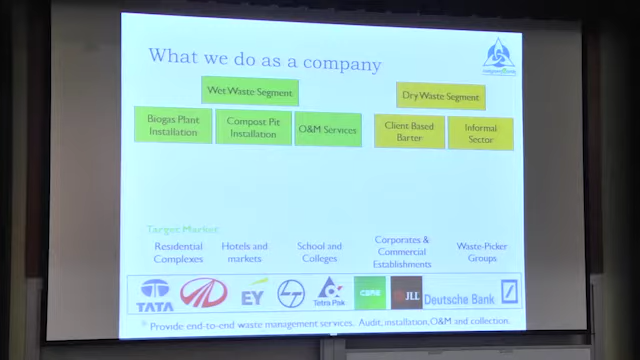 What we do as a company
Wet Waste Segment
Dry Waste Segment
Biogas Plant
Installation
Compost Pit
Installation
O&M Services
Client Based
Barter
Informal
Sector
Target Market
Residential
Complexes
Hotels and
markets
School and
Colleges
Corporates &
Commercial
Establishments
Waste-Picker
Groups
TATA
EY
Tetra Pak
CBRE
JLL
Deutsche Bank
* Provide end-to-end waste management services. Audit, installation, O&M and collection.